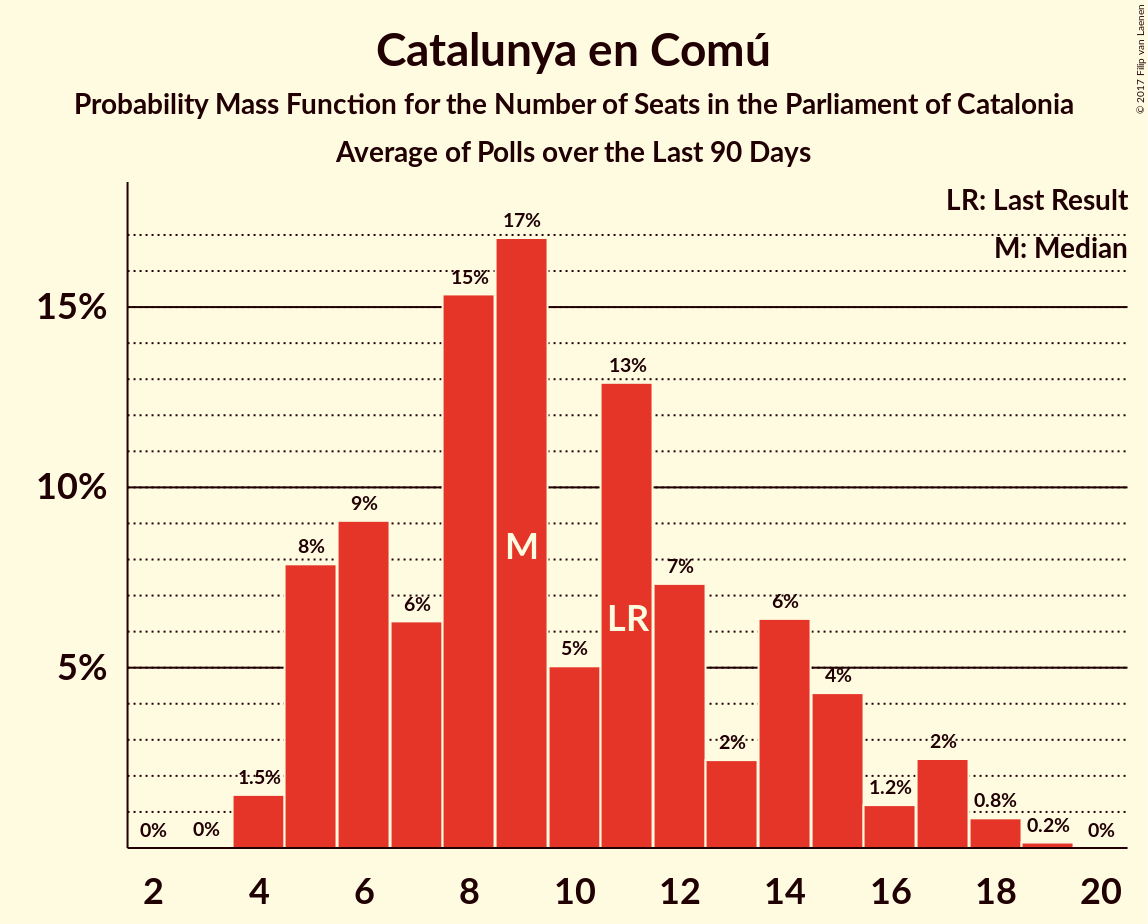 Catalunya en Comú
Probability Mass Function for the Number of Seats in the Parliament of Catalonia
Average of Polls over the Last 90 Days
© 2017 Filip van Laenen
LR: Last Result
M: Median
15%
10%
5%
0%
0%
1.5%
8%
9%
6%
15%
17%
5%
13%
7%
2%
6%
4%
1.2%
2%
0.8%
0.2%
0%
M
LR
2 4 6 8 10 12 14 16 18 20